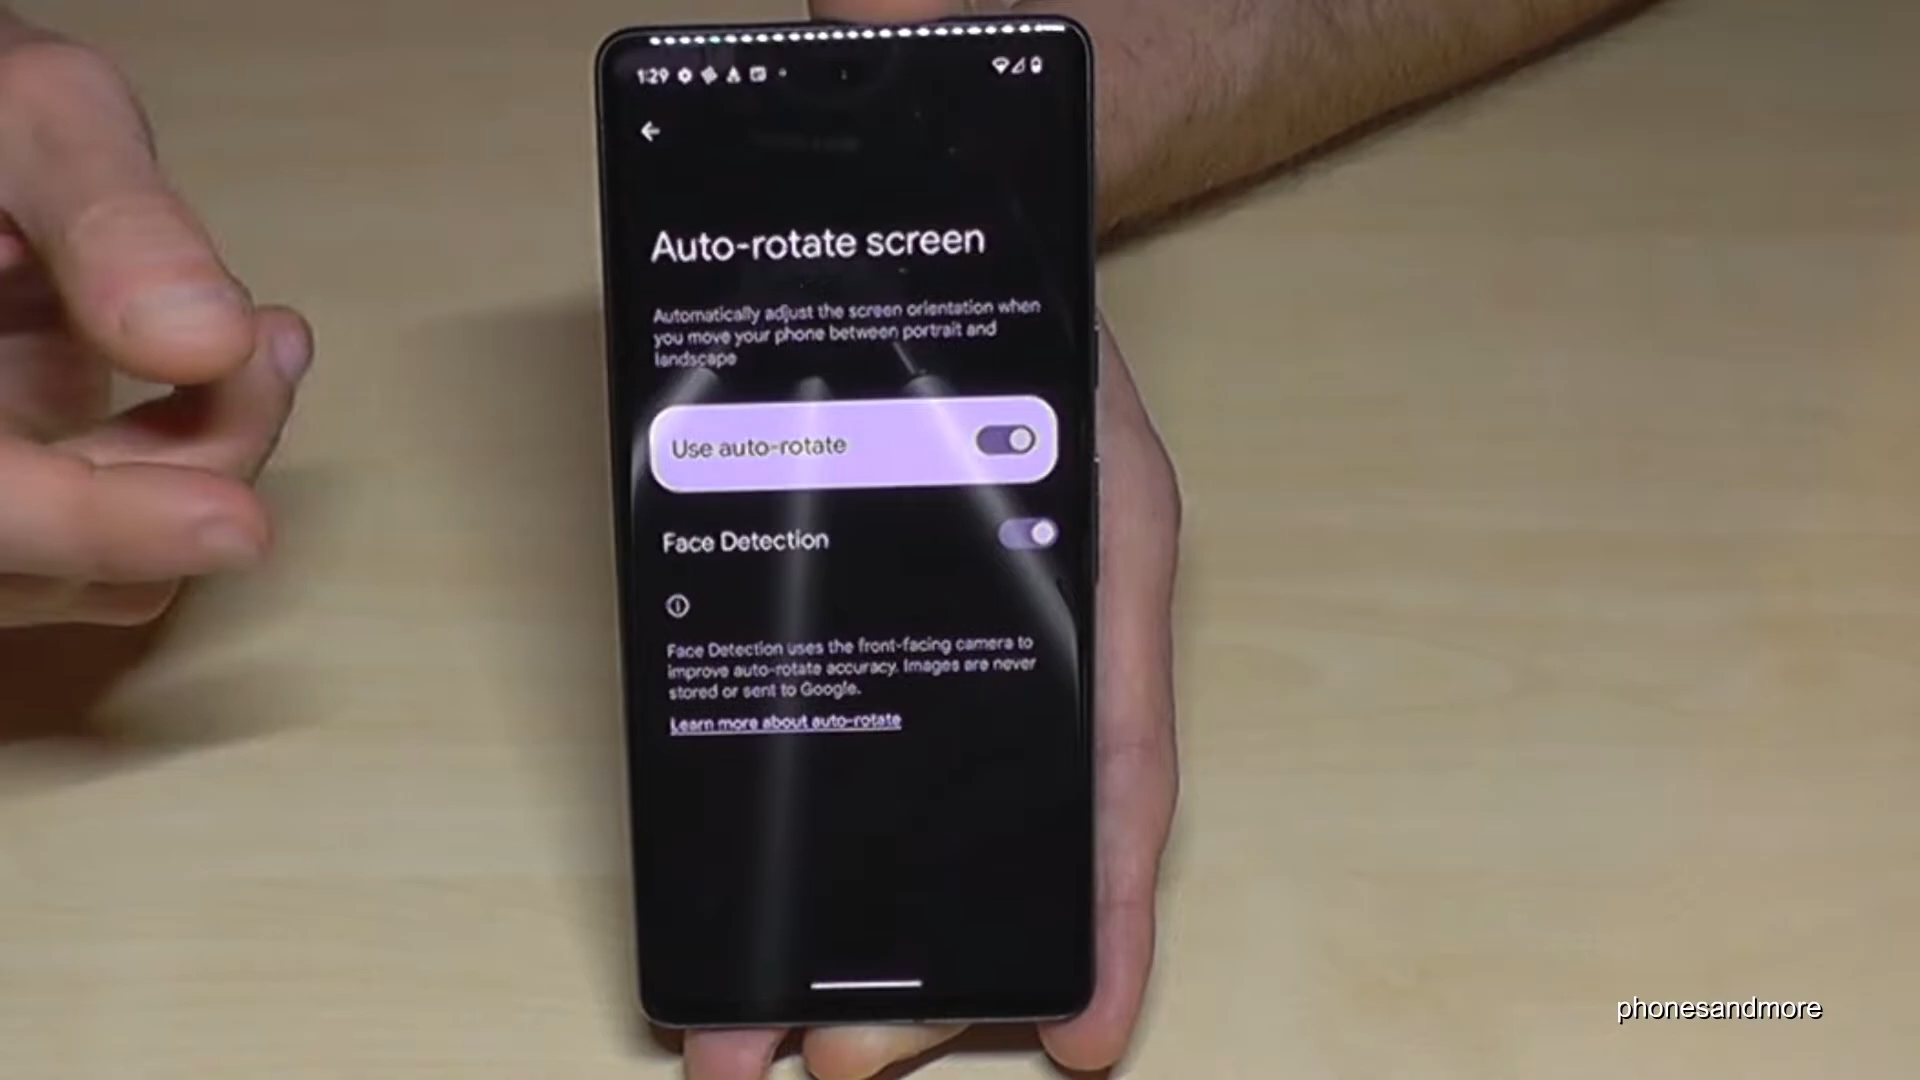 1:29
Auto-rotate screen
Automatically adjust the screen orientation when
you move your phone between portrait and
landscape
Use auto-rotate
Face Detection
Face Detection uses the front-facing camera to
improve auto-rotate accuracy. Images are never
stored or sent to Google.
Learn more about auto-rotate
phonesandmore